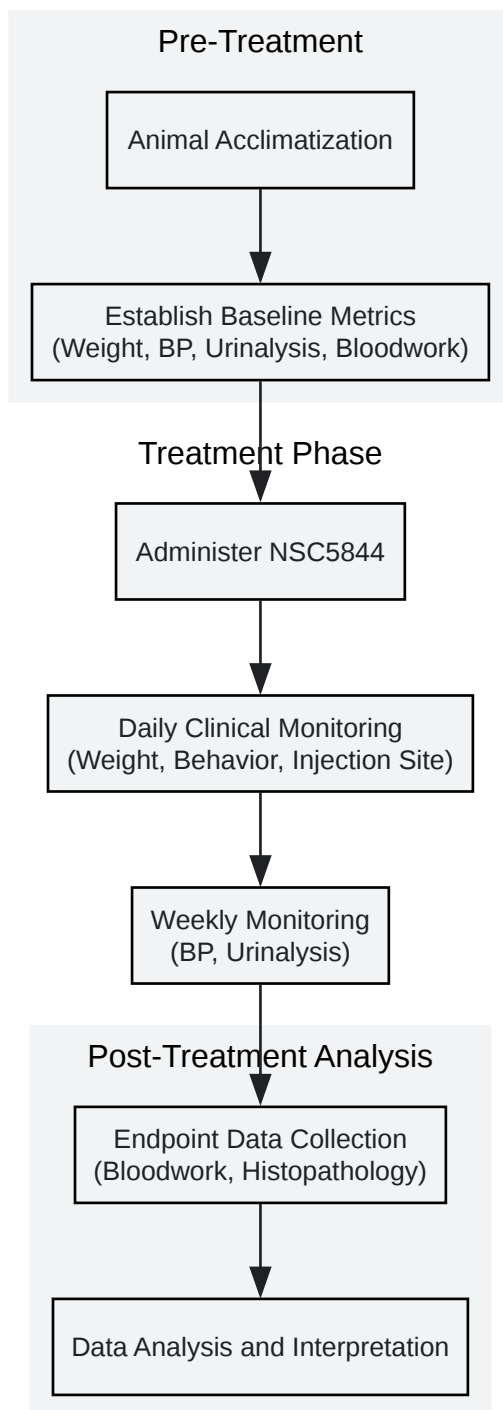 Pre-Treatment
Animal Acclimatization
Establish Baseline Metrics
(Weight, BP, Urinalysis, Bloodwork)
Treatment Phase
Administer NSC5844
Daily Clinical Monitoring
(Weight, Behavior, Injection Site)
Weekly Monitoring
(BP, Urinalysis)
Post-Treatment Analysis
Endpoint Data Collection
(Bloodwork, Histopathology)
Data Analysis and Interpretation